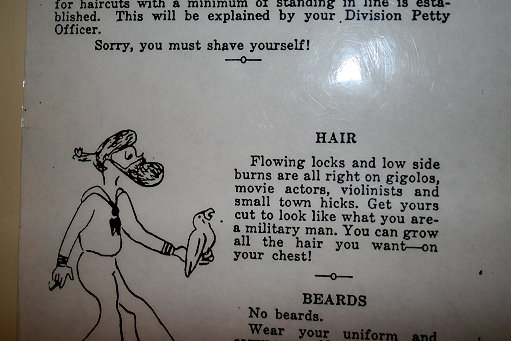 for haircuts with a minimum of standing in line is esta-
blished. This will be explained by your Division Petty
Officer.
Sorry, you must shave yourself!
HAIR
Flowing locks and low side
burns are all right on gigolos,
movie actors, violinists and
small town hicks. Get yours
cut to look like what you are-
a military man. You can grow
all the hair you want—on
your chest!
BEARDS
No beards.
Wear your uniform and